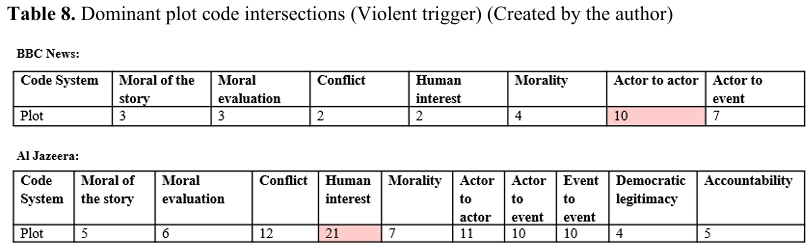 Table 8. Dominant plot code intersections (Violent trigger) (Created by the author)
BBC News:
Code System Moral of the story Moral evaluation Conflict Human interest Morality Actor to actor Actor to event
Plot 3 3 2 2 4 10 7
Al Jazeera:
Code System Moral of the story Moral evaluation Conflict Human interest Morality Actor to actor Actor to event Event to event Democratic legitimacy Accountability
Plot 5 6 12 21 7 11 10 10 4 5